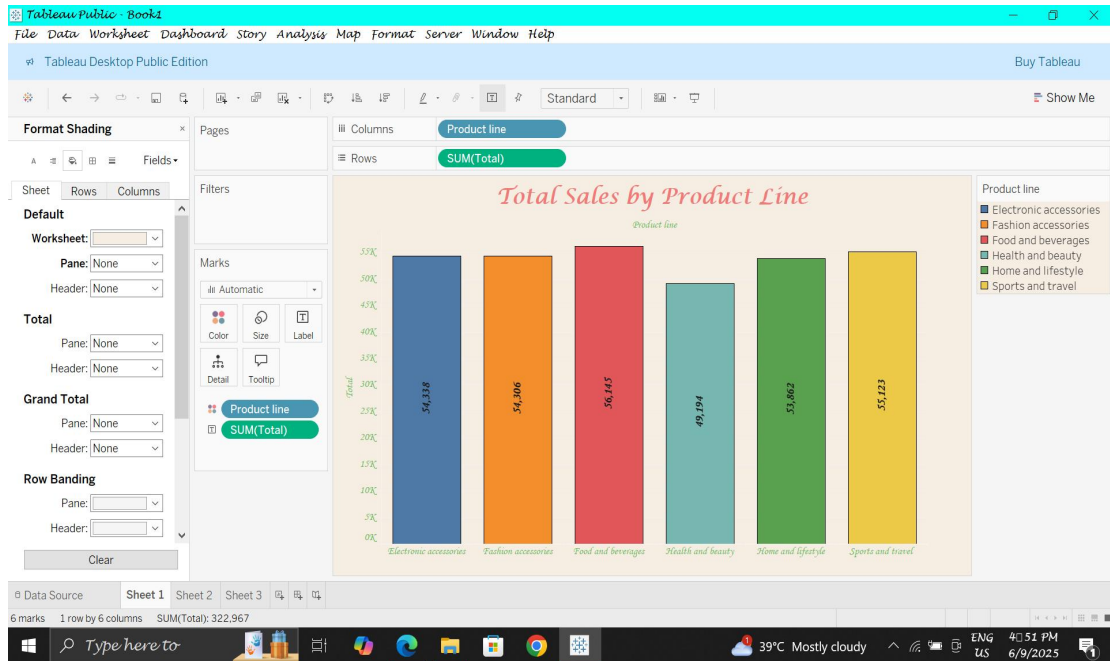 Tableau Public - Book1
File Data Worksheet Dashboard Story Analysis Map Format Server Window Help
Tableau Desktop Public Edition Buy Tableau
Standard Show Me
Format Shading × Pages Columns Product line
Fields Rows SUM(Total)
Sheet Rows Columns
Default
Worksheet:
Pane: None
Header: None
Total
Pane: None
Header: None
Grand Total
Pane: None
Header: None
Row Banding
Pane:
Header:
Clear
Filters
Marks
Automatic
Color Size Label
Detail Tooltip
Product line
SUM(Total)
Total Sales by Product Line
Product line
Total
55K
50K
45K
40K
35K
30K
25K
20K
15K
10K
5K
0K
54,338 54,306 56,145 49,194 53,862 55,123
Electronic accessories Fashion accessories Food and beverages Health and beauty Home and lifestyle Sports and travel
Product line
Electronic accessories
Fashion accessories
Food and beverages
Health and beauty
Home and lifestyle
Sports and travel
Data Source Sheet 1 Sheet 2 Sheet 3
6 marks 1 row by 6 columns SUM(Total): 322,967
Type here to 39°C Mostly cloudy ENG 4□51 PM
US 6/9/2025 1